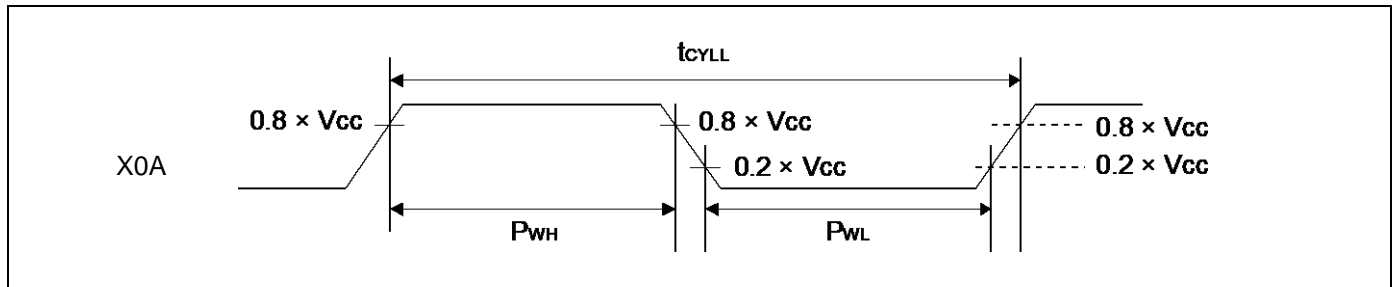 tCYLL
0.8 × Vcc
0.8 × Vcc
0.8 × Vcc
X0A
0.2 × Vcc
0.2 × Vcc
PWH
PWL